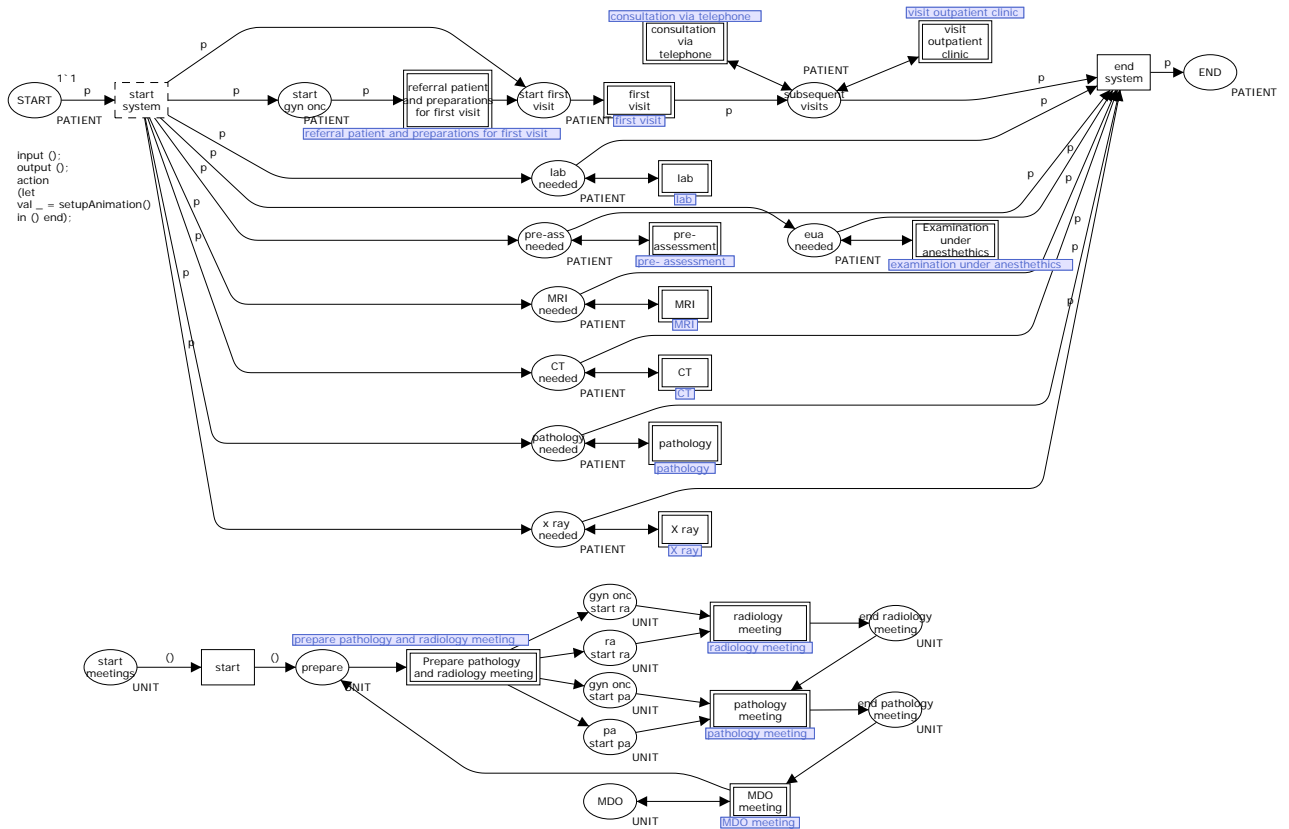 consultation via telephone
visit outpatient clinic
consultation
via
telephone
visit
outpatient
clinic
p
1`1
START
p
PATIENT
start
system
p
start
gyn onc
PATIENT
p
referral patient
and preparations
for first visit
referral patient and preparations for first visit
start first
visit
PATIENT
first
visit
first visit
p
PATIENT
subsequent
visits
p
p
end
system
p
END
PATIENT
input ();
output ();
action
(let
val _ = setupAnimation()
in () end);
p
p
p
p
p
p
p
lab
needed
PATIENT
lab
lab
p
p
p
p
p
p
pre-ass
needed
PATIENT
pre-
assessment
pre- assessment
eua
needed
PATIENT
Examination
under
anesthethics
examination under anesthethics
MRI
needed
PATIENT
MRI
MRI
CT
needed
PATIENT
CT
CT
pathology
needed
PATIENT
pathology
pathology
x ray
needed
PATIENT
X ray
X ray
start
meetings
UNIT
()
start
()
prepare
UNIT
prepare pathology and radiology meeting
Prepare pathology
and radiology meeting
gyn onc
start ra
UNIT
ra
start ra
UNIT
gyn onc
start pa
UNIT
pa
start pa
UNIT
radiology
meeting
radiology meeting
end radiology
meeting
UNIT
pathology
meeting
pathology meeting
end pathology
meeting
UNIT
MDO
UNIT
MDO
meeting
MDO meeting